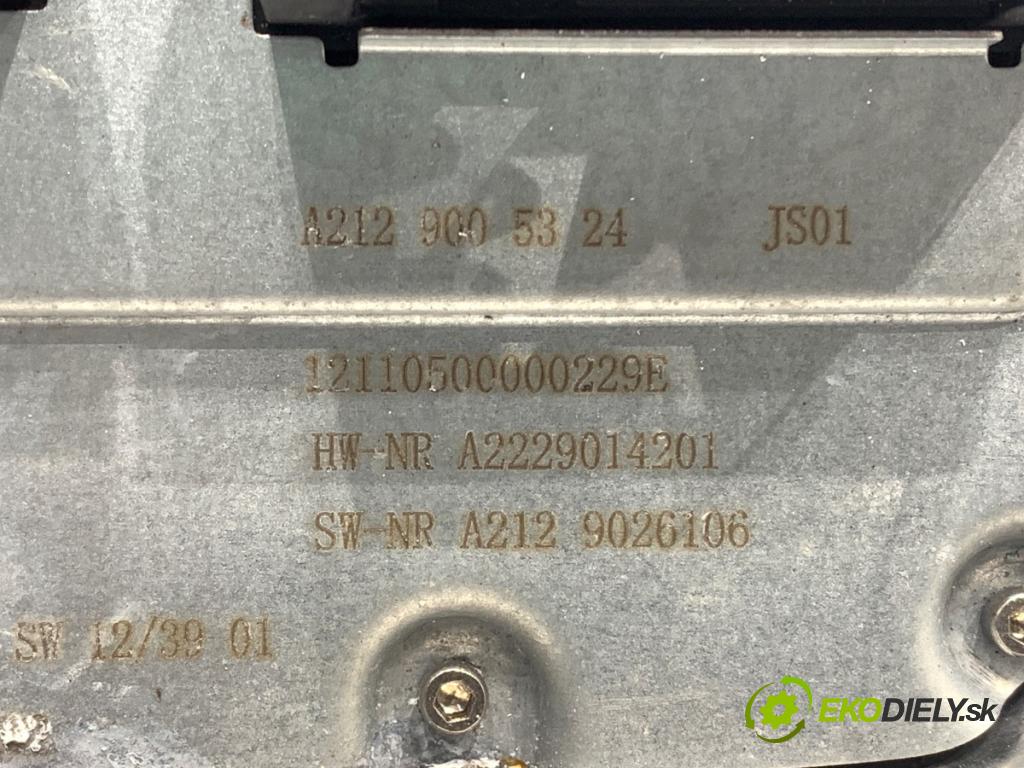 A212 900 53 24 JS01
12110500000229E
HW-NR A2229014201
SW-NR A212 9026106
SW 12/39 01
EKODIELY.sk